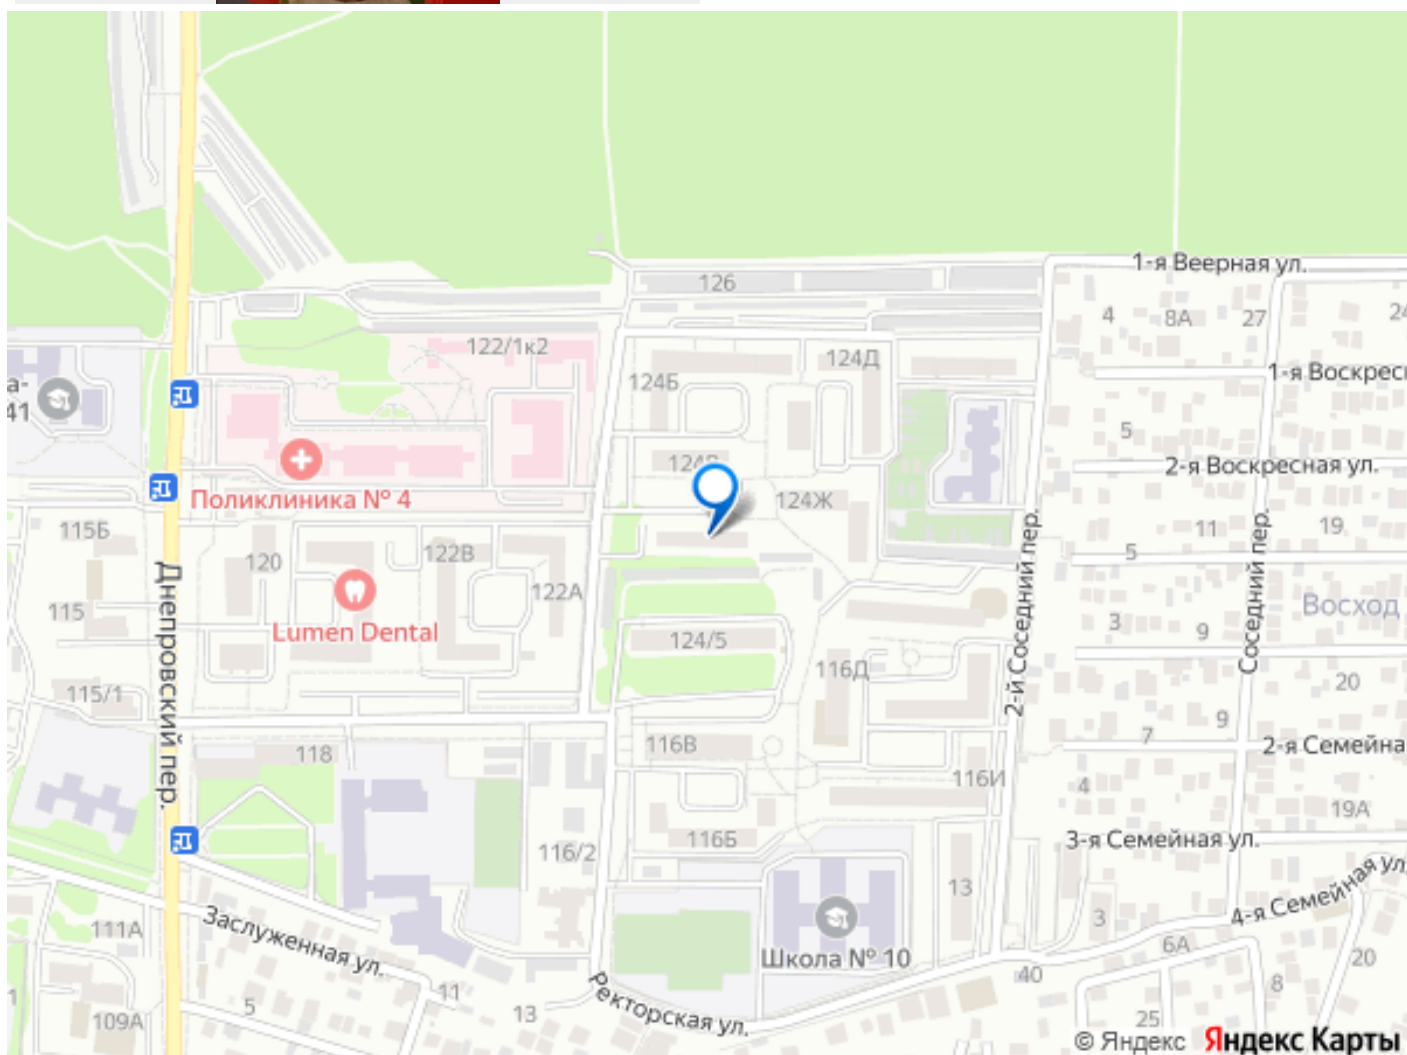 1-я Веерная ул.
126
4
8А
27
24
122/1к2
124Д
124Б
1-я Воскрес
а-
41
5
2-я Воскресная ул.
124В
124Ж
Поликлиника № 4
115Б
120
122В
122А
11
19
5
Днепровский пер.
2-й Соседний пер.
Соседний пер.
115
Lumen Dental
124/5
Восход
3
9
116Д
115/1
20
9
7
118
116В
2-я Семейна
116И
4
19А
116Б
3-я Семейная ул.
116/2
13
4-я Семейная ул.
3
111А
Заслуженная ул.
Школа № 10
6А
20
40
8
11
1
5
13
Ректорская ул.
109А
25
© Яндекс Яндекс Карты